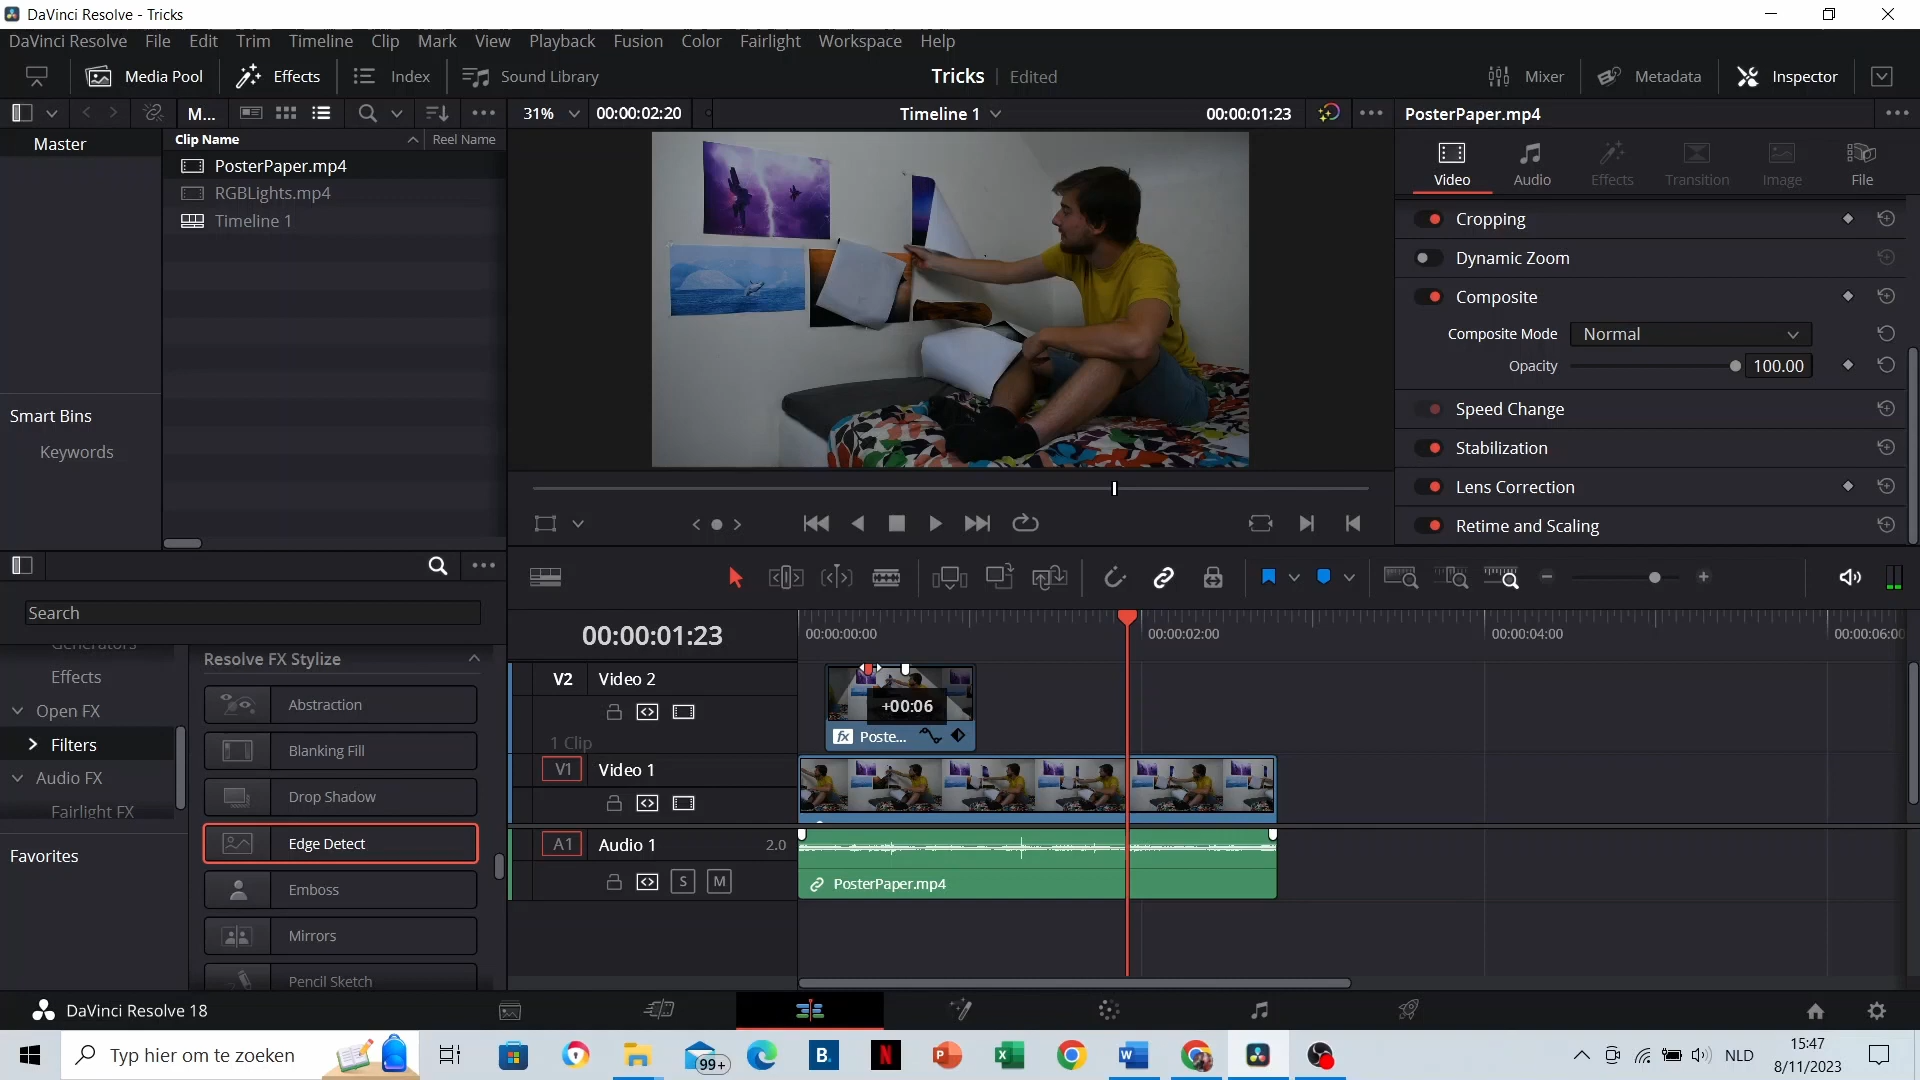 DaVinci Resolve - Tricks
DaVinci Resolve File Edit Trim Timeline Clip Mark View Playback Fusion Color Fairlight Workspace Help
Media Pool Effects Index Sound Library Tricks Edited Mixer Metadata Inspector
M... 31% 00:00:02:20 Timeline 1 00:00:01:23 PosterPaper.mp4
Master
Clip Name Reel Name
PosterPaper.mp4
RGBLights.mp4
Timeline 1
Smart Bins
Keywords
Video Audio Effects Transition Image File
Cropping
Dynamic Zoom
Composite
Composite Mode Normal
Opacity 100.00
Speed Change
Stabilization
Lens Correction
Retime and Scaling
Search
Generators
Effects
Open FX
Filters
Audio FX
Fairlight FX
Favorites
Resolve FX Stylize
Abstraction
Blanking Fill
Drop Shadow
Edge Detect
Emboss
Mirrors
Pencil Sketch
00:00:01:23
00:00:00:00 00:00:02:00 00:00:04:00 00:00:06:00
V2 Video 2
1 Clip
+00:06
fx Poste...
V1 Video 1
A1 Audio 1 2.0
S M
PosterPaper.mp4
DaVinci Resolve 18
Typ hier om te zoeken
99+
B.
N
P
X
W
NLD
15:47
8/11/2023